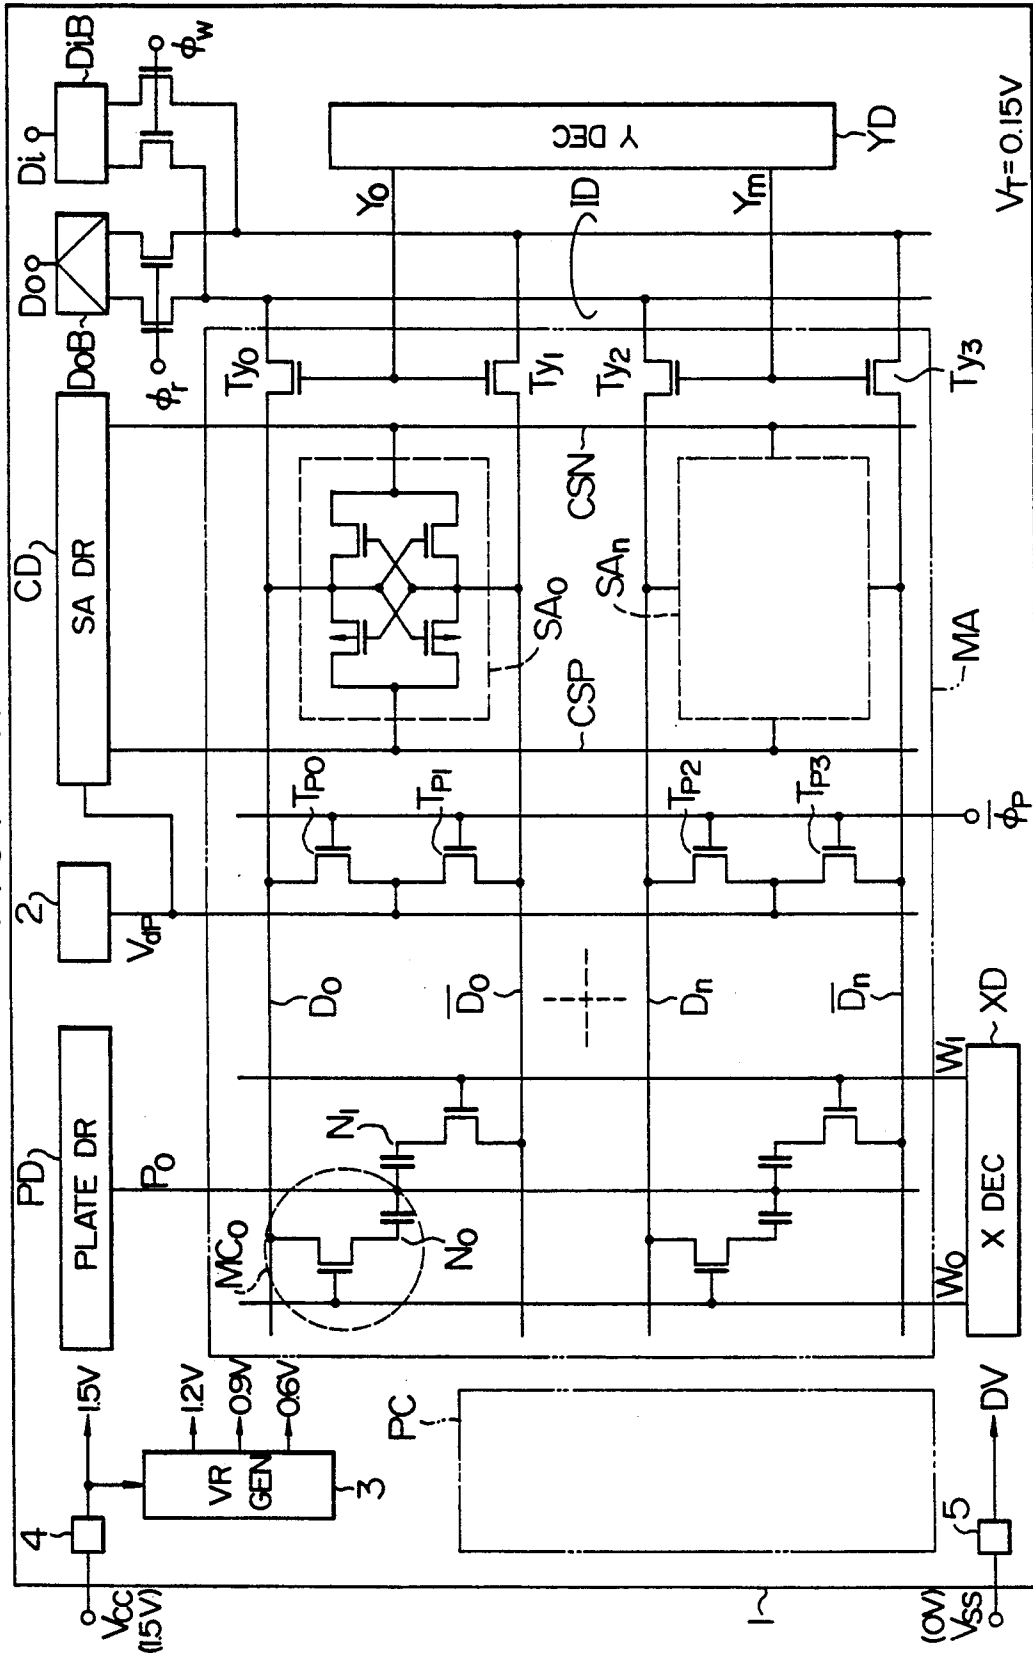 VCC
(1.5V)
4
1.5V
VR
GEN
3
1.2V
0.9V
0.6V
PD
PLATE DR
P0
2
VdP
CD
SA DR
DoB
Do
Di
DiB
ϕr
ϕW
MC0
N0
N1
D0
D̅0
TP0
TP1
CSP
SA0
CSN
Ty0
Ty1
Y0
ID
Y DEC
YD
Ym
Dn
D̅n
TP2
TP3
SAn
Ty2
Ty3
MA
ϕ̅P
PC
W0
W1
X DEC
XD
1
(0V)
VSS
5
DV
VT=0.15V